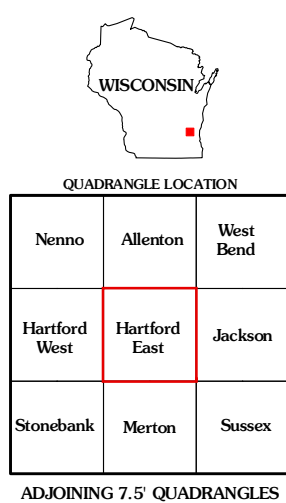 WISCONSIN
QUADRANGLE LOCATION
Nenno Allenton West
Bend
Hartford
West Hartford
East Jackson
Stonebank Merton Sussex
ADJOINING 7.5' QUADRANGLES